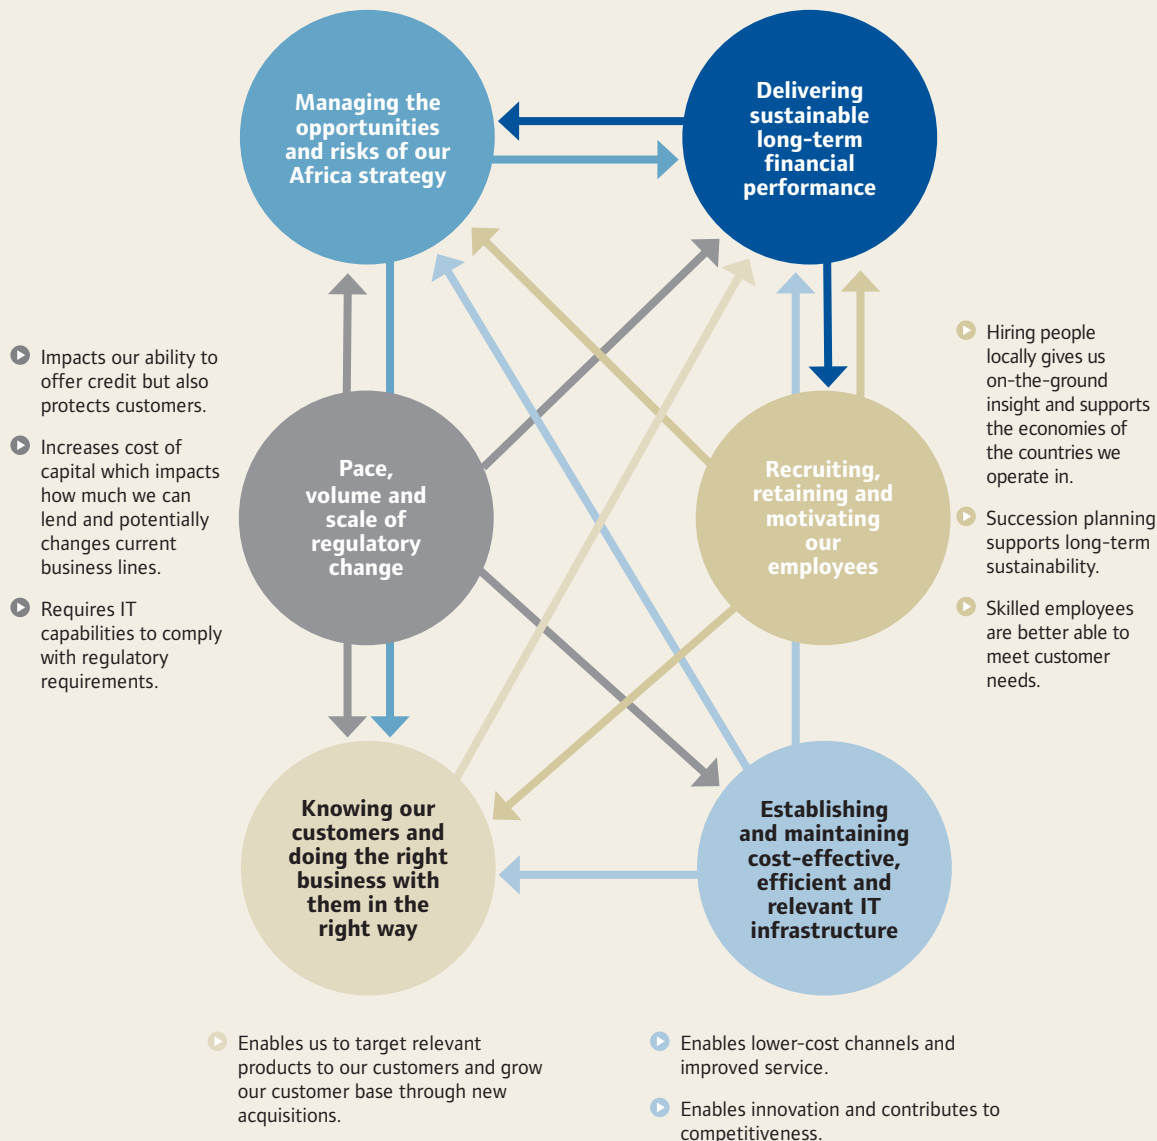 Managing the
opportunities
and risks of our
Africa strategy
Delivering
sustainable
long-term
financial
performance
Impacts our ability to
offer credit but also
protects customers.
Increases cost of
capital which impacts
how much we can
lend and potentially
changes current
business lines.
Requires IT
capabilities to comply
with regulatory
requirements.
Pace,
volume and
scale of
regulatory
change
Recruiting,
retaining and
motivating
our
employees
Hiring people
locally gives us
on-the-ground
insight and supports
the economies of
the countries we
operate in.
Succession planning
supports long-term
sustainability.
Skilled employees
are better able to
meet customer
needs.
Knowing our
customers and
doing the right
business with
them in the
right way
Establishing
and maintaining
cost-effective,
efficient and
relevant IT
infrastructure
Enables us to target relevant
products to our customers and grow
our customer base through new
acquisitions.
Enables lower-cost channels and
improved service.
Enables innovation and contributes to
competitiveness.